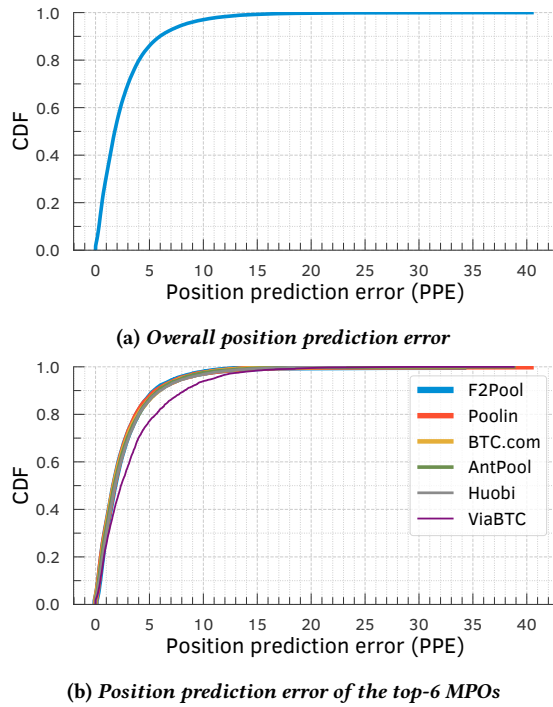 1.0
0.8
0.6
0.4
0.2
0.0
CDF
0 5 10 15 20 25 30 35 40
Position prediction error (PPE)
(a) Overall position prediction error
1.0
0.8
0.6
0.4
0.2
0.0
CDF
F2Pool
Poolin
BTC.com
AntPool
Huobi
ViaBTC
0 5 10 15 20 25 30 35 40
Position prediction error (PPE)
(b) Position prediction error of the top-6 MPOs